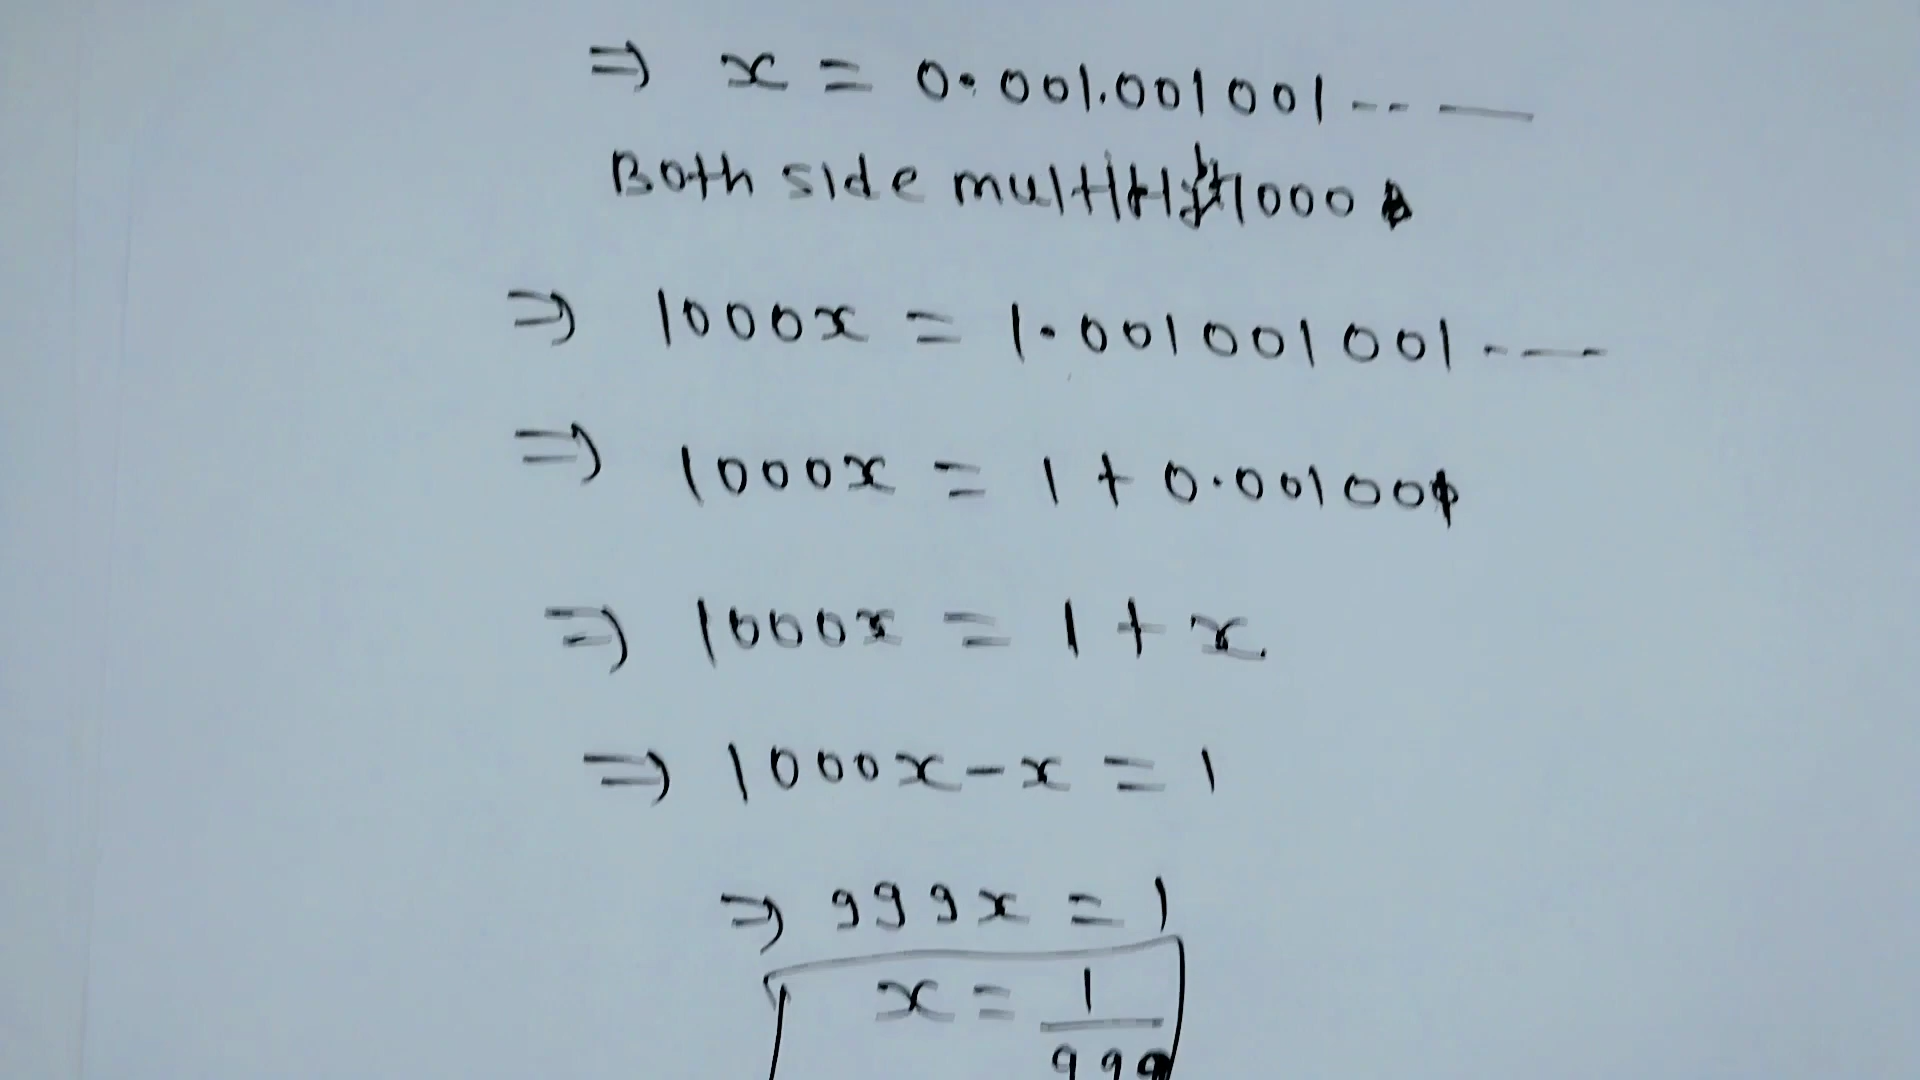 ⇒ x = 0.001.001001-- —
Both side 1000
⇒ 1000x = 1.001001001 - —
⇒ 1000x = 1 + 0.001001
⇒ 1000x = 1 + x.
⇒ 1000x - x = 1
⇒ 999x = 1
x = 1/999